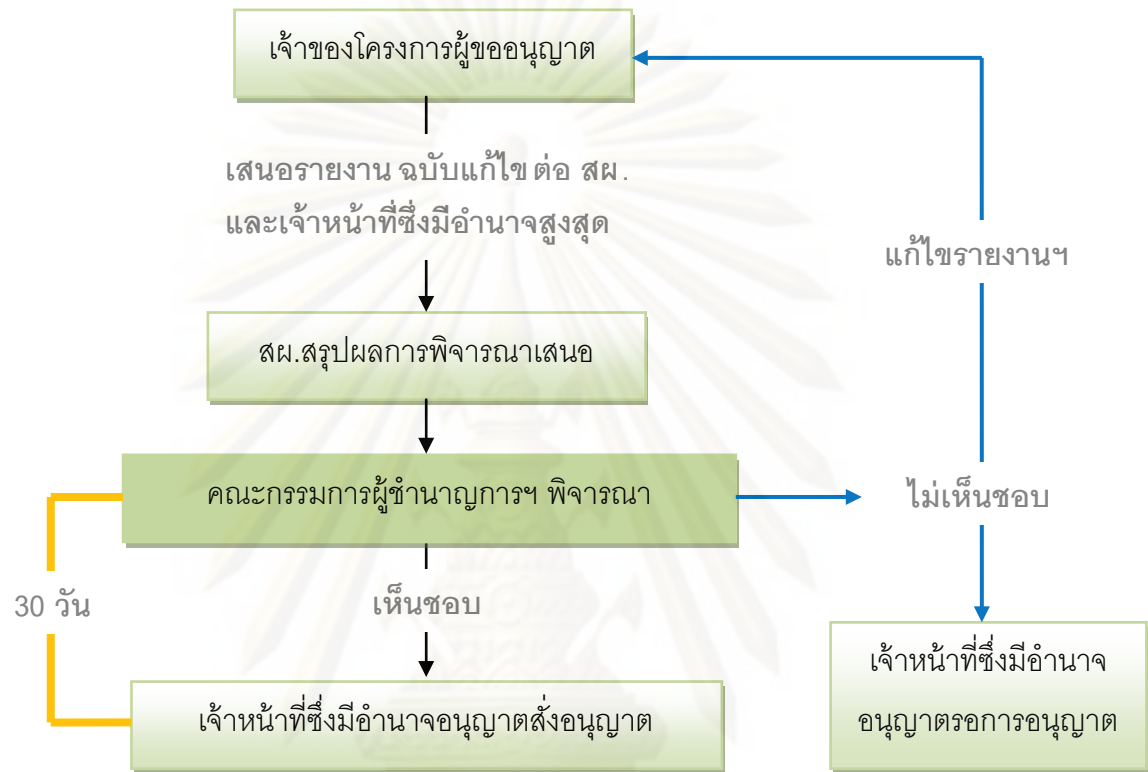 เจ้าของโครงการผู้ขออนุญาต
เสนอรายงาน ฉบับแก้ไข ต่อ สผ.
และเจ้าหน้าที่ซึ่งมีอำนาจสูงสุด
แก้ไขรายงานฯ
สผ.สรุปผลการพิจารณาเสนอ
คณะกรรมการผู้ชำนาญการฯ พิจารณา
ไม่เห็นชอบ
30 วัน
เห็นชอบ
เจ้าหน้าที่ซึ่งมีอำนาจ
อนุญาตรอการอนุญาต
เจ้าหน้าที่ซึ่งมีอำนาจอนุญาตสั่งอนุญาต